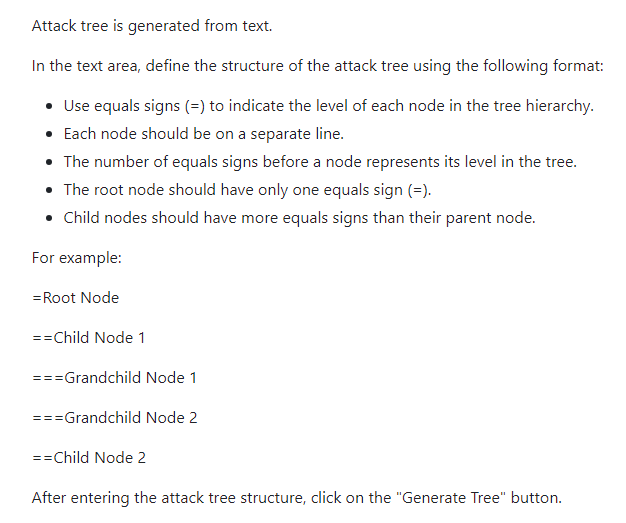 Attack tree is generated from text.
In the text area, define the structure of the attack tree using the following format:
• Use equals signs (=) to indicate the level of each node in the tree hierarchy.
• Each node should be on a separate line.
• The number of equals signs before a node represents its level in the tree.
• The root node should have only one equals sign (=).
• Child nodes should have more equals signs than their parent node.
For example:
=Root Node
==Child Node 1
===Grandchild Node 1
===Grandchild Node 2
==Child Node 2
After entering the attack tree structure, click on the "Generate Tree" button.